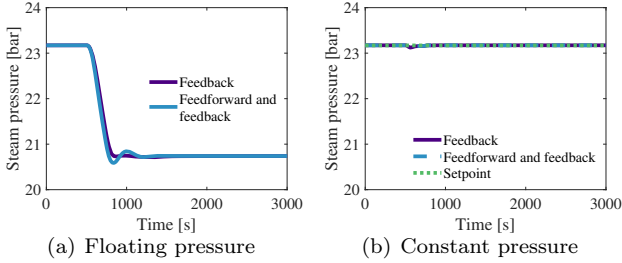 24
23
22
21
20
Steam pressure [bar]
Feedback
Feedforward and
feedback
0
1000
2000
3000
Time [s]
(a) Floating pressure
24
23
22
21
20
Steam pressure [bar]
Feedback
Feedforward and feedback
Setpoint
0
1000
2000
3000
Time [s]
(b) Constant pressure